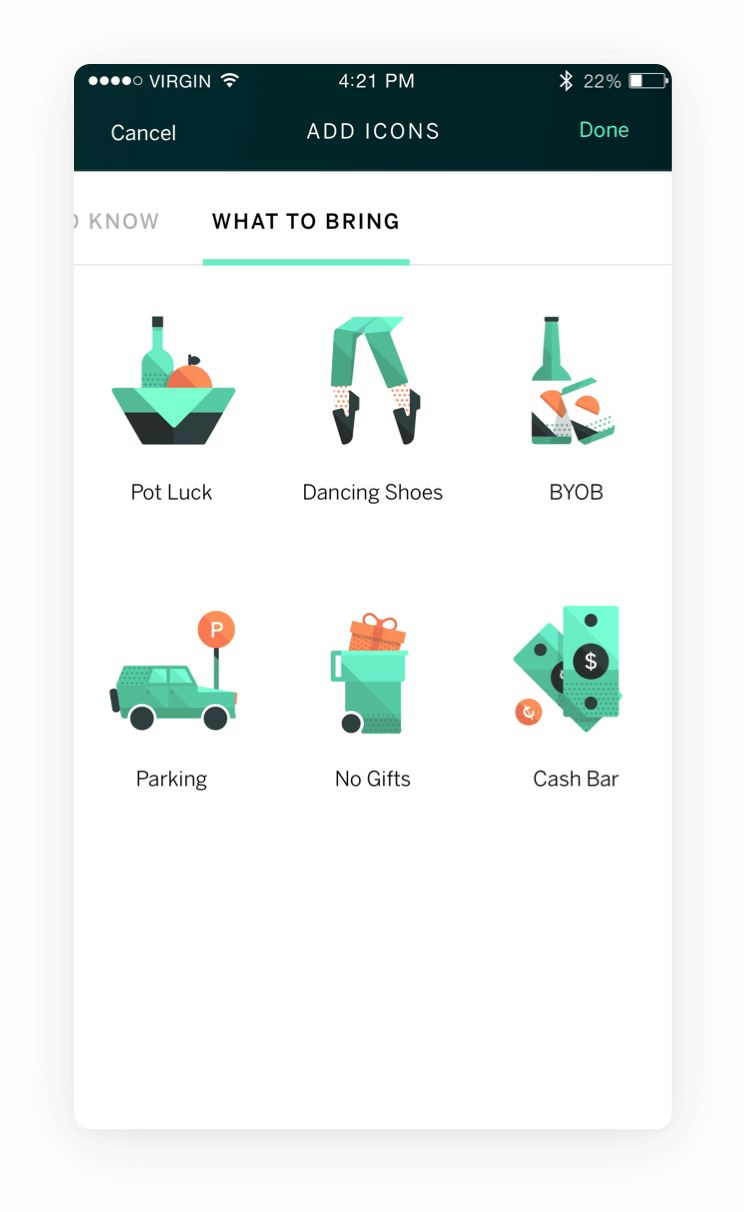 VIRGIN 4:21 PM 22%
Cancel ADD ICONS Done
KNOW WHAT TO BRING
Pot Luck Dancing Shoes BYOB
P
$
Parking No Gifts Cash Bar